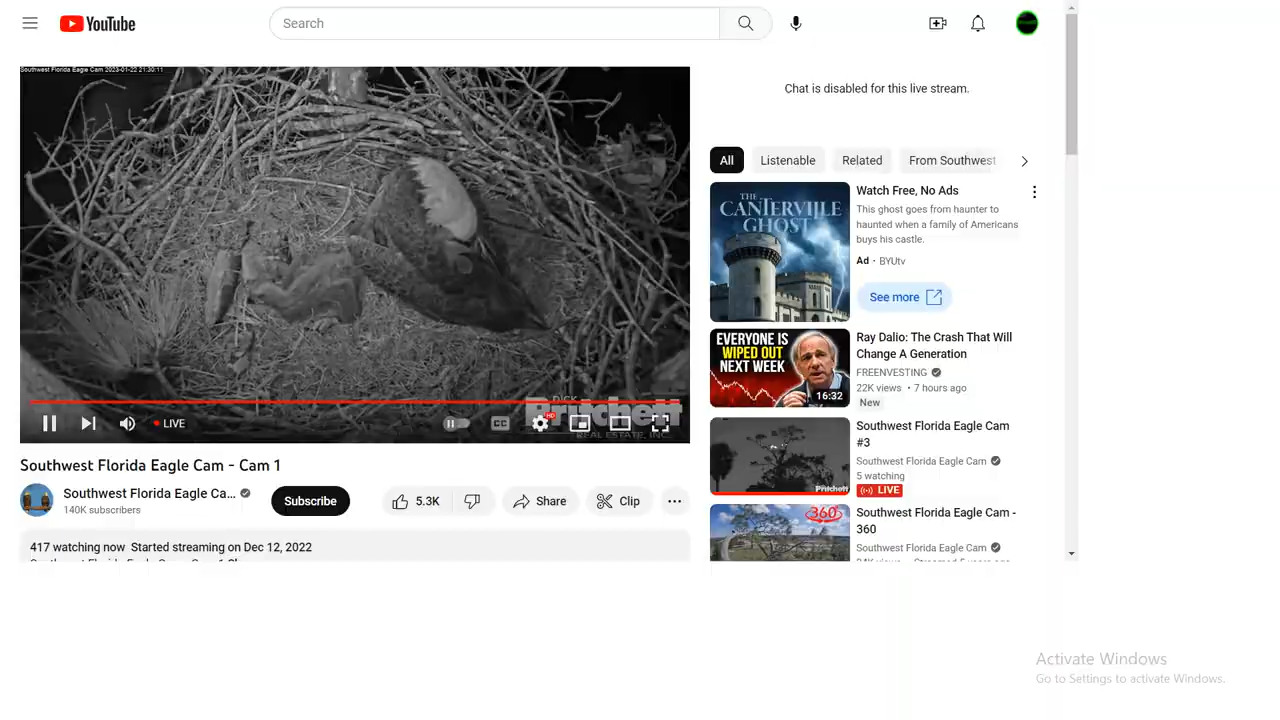 YouTube
Search
Southwest Florida Eagle Cam 2023-01-22 21:30:11
LIVE
CC
HD
DICK
Pritchett
REAL ESTATE, INC.
Southwest Florida Eagle Cam - Cam 1
Southwest Florida Eagle Ca...
140K subscribers
Subscribe
5.3K
Share
Clip
417 watching now Started streaming on Dec 12, 2022
Chat is disabled for this live stream.
All
Listenable
Related
From Southwest
THE
CANTERVILLE
GHOST
Watch Free, No Ads
This ghost goes from haunter to
haunted when a family of Americans
buys his castle.
Ad · BYUtv
See more
EVERYONE IS
WIPED OUT
NEXT WEEK
16:32
Ray Dalio: The Crash That Will
Change A Generation
FREENVESTING
22K views • 7 hours ago
New
Pritchett
Southwest Florida Eagle Cam
#3
Southwest Florida Eagle Cam
5 watching
LIVE
360°
Southwest Florida Eagle Cam -
360
Southwest Florida Eagle Cam
Activate Windows
Go to Settings to activate Windows.